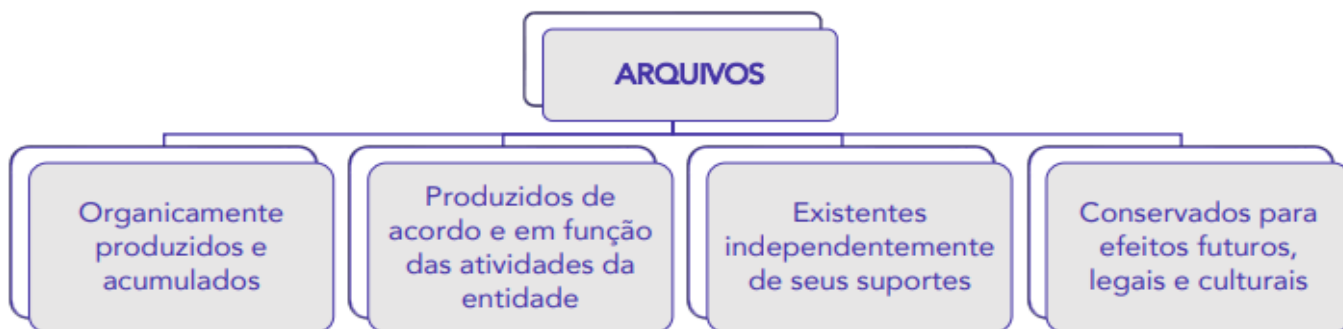 ARQUIVOS
Organicamente
produzidos e
acumulados
Produzidos de
acordo e em função
das atividades da
entidade
Existentes
independentemente
de seus suportes
Conservados para
efeitos futuros,
legais e culturais